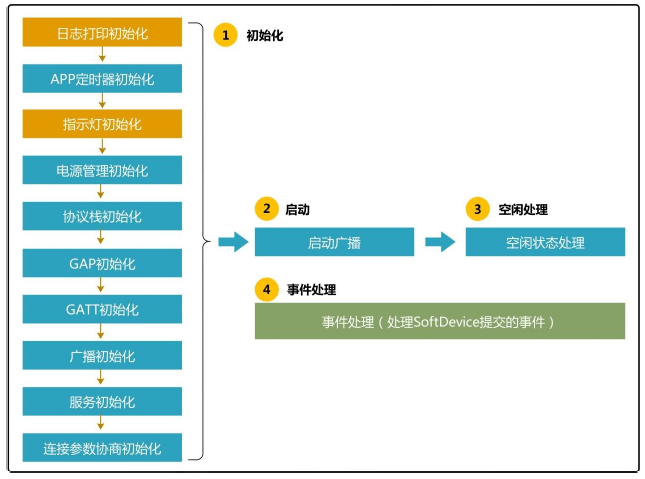 日志打印初始化
APP定时器初始化
指示灯初始化
电源管理初始化
协议栈初始化
GAP初始化
GATT初始化
广播初始化
服务初始化
连接参数协商初始化
1 初始化
2 启动
启动广播
3 空闲处理
空闲状态处理
4 事件处理
事件处理（处理SoftDevice提交的事件）